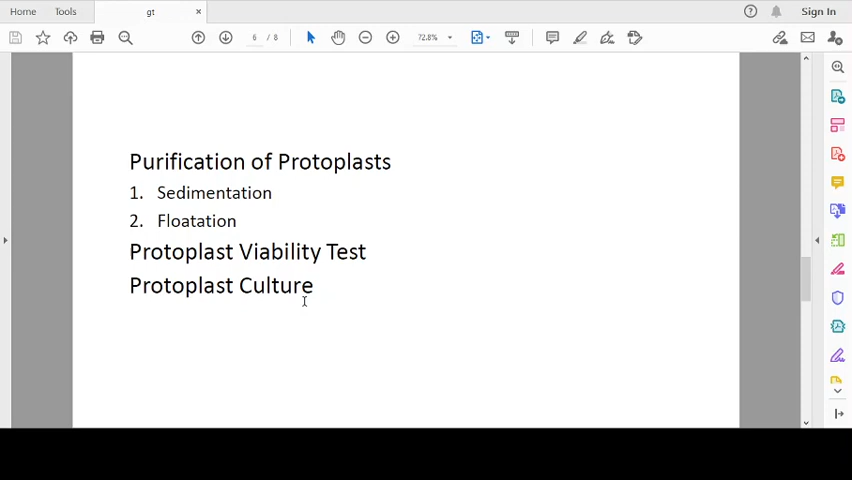 Home Tools gt × Sign In
6 / 8 72.8%
Purification of Protoplasts
1. Sedimentation
2. Floatation
Protoplast Viability Test
Protoplast Culture